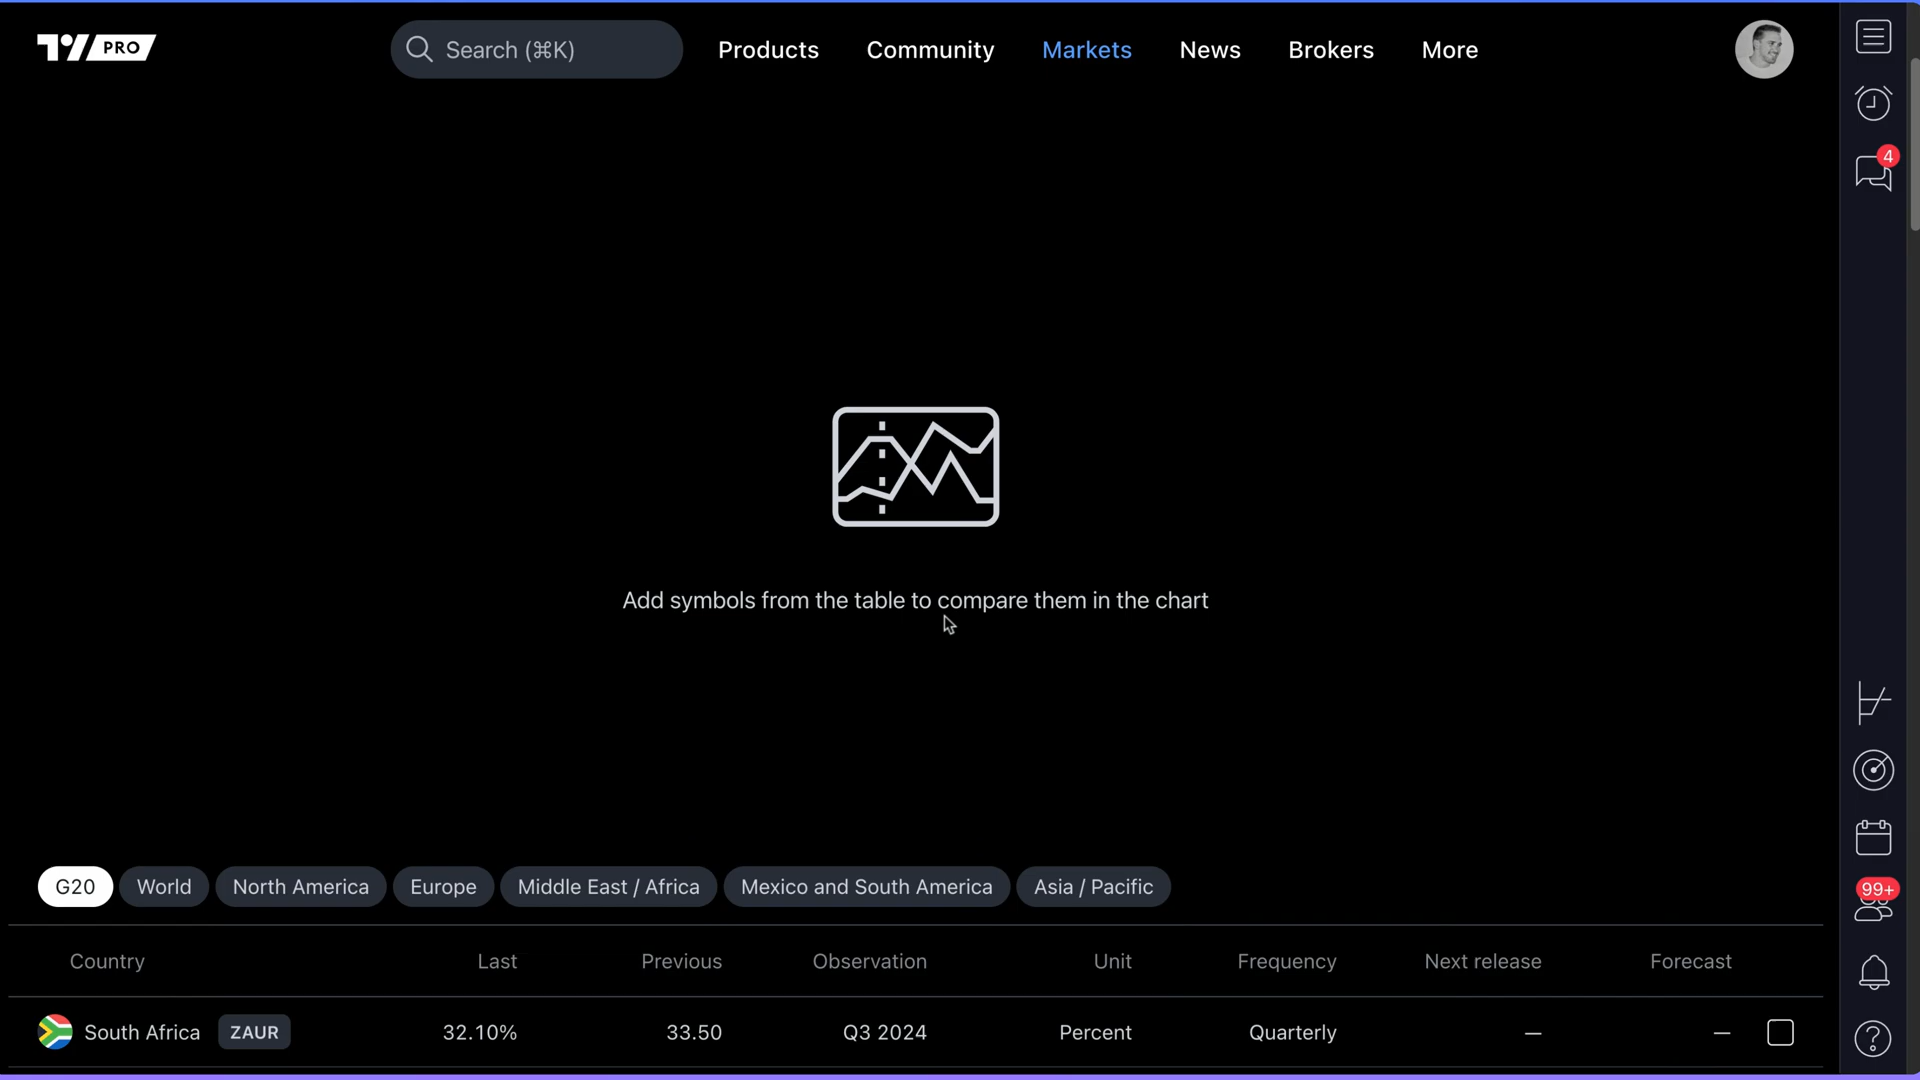 PRO
Search (⌘K)
Products
Community
Markets
News
Brokers
More
4
Add symbols from the table to compare them in the chart
G20
World
North America
Europe
Middle East / Africa
Mexico and South America
Asia / Pacific
99+
Country
Last
Previous
Observation
Unit
Frequency
Next release
Forecast
South Africa
ZAUR
32.10%
33.50
Q3 2024
Percent
Quarterly
—
—